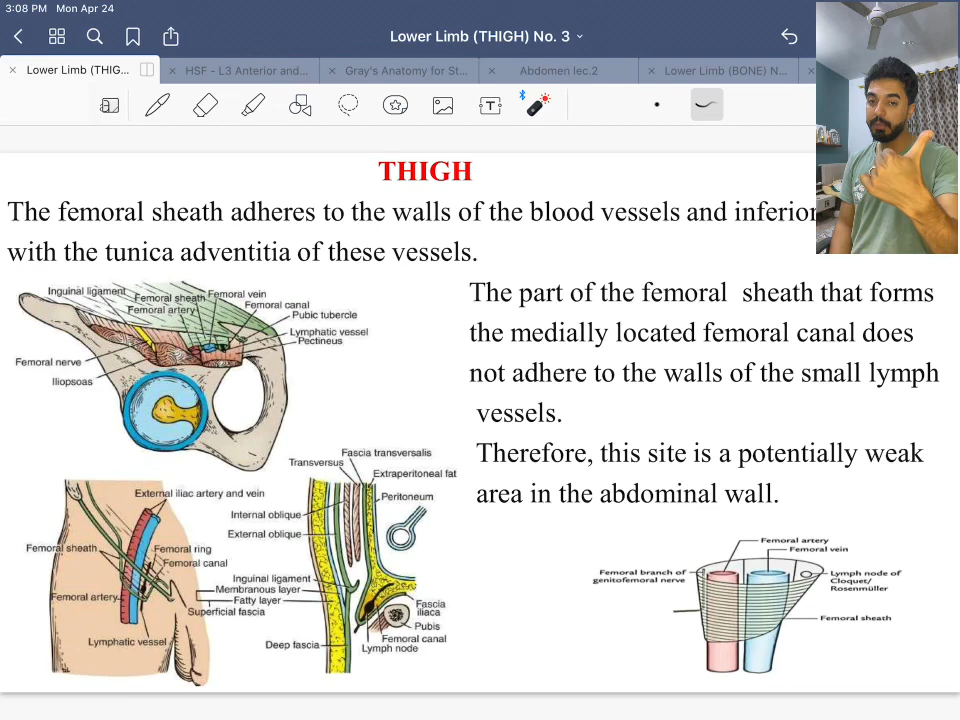 3:08 PM Mon Apr 24
Lower Limb (THIGH) No. 3
Lower Limb (THIG...
HSF - L3 Anterior and...
Gray's Anatomy for St...
Abdomen lec.2
Lower Limb (BONE) N...
T
THIGH
The femoral sheath adheres to the walls of the blood vessels and inferior
with the tunica adventitia of these vessels.
The part of the femoral sheath that forms
the medially located femoral canal does
not adhere to the walls of the small lymph
vessels.
Therefore, this site is a potentially weak
area in the abdominal wall.
Inguinal ligament
Femoral sheath
Femoral vein
Femoral artery
Femoral canal
Pubic tubercle
Lymphatic vessel
Pectineus
Femoral nerve
Iliopsoas
External iliac artery and vein
Femoral sheath
Femoral ring
Femoral canal
Femoral artery
Lymphatic vessel
Fascia transversalis
Transversus
Extraperitoneal fat
Peritoneum
Internal oblique
External oblique
Inguinal ligament
Membranous layer
Fatty layer
Superficial fascia
Fascia
iliaca
Pubis
Femoral canal
Lymph node
Deep fascia
Femoral artery
Femoral vein
Femoral branch of
genitofemoral nerve
Lymph node of
Cloquet/
Rosenmüller
Femoral sheath